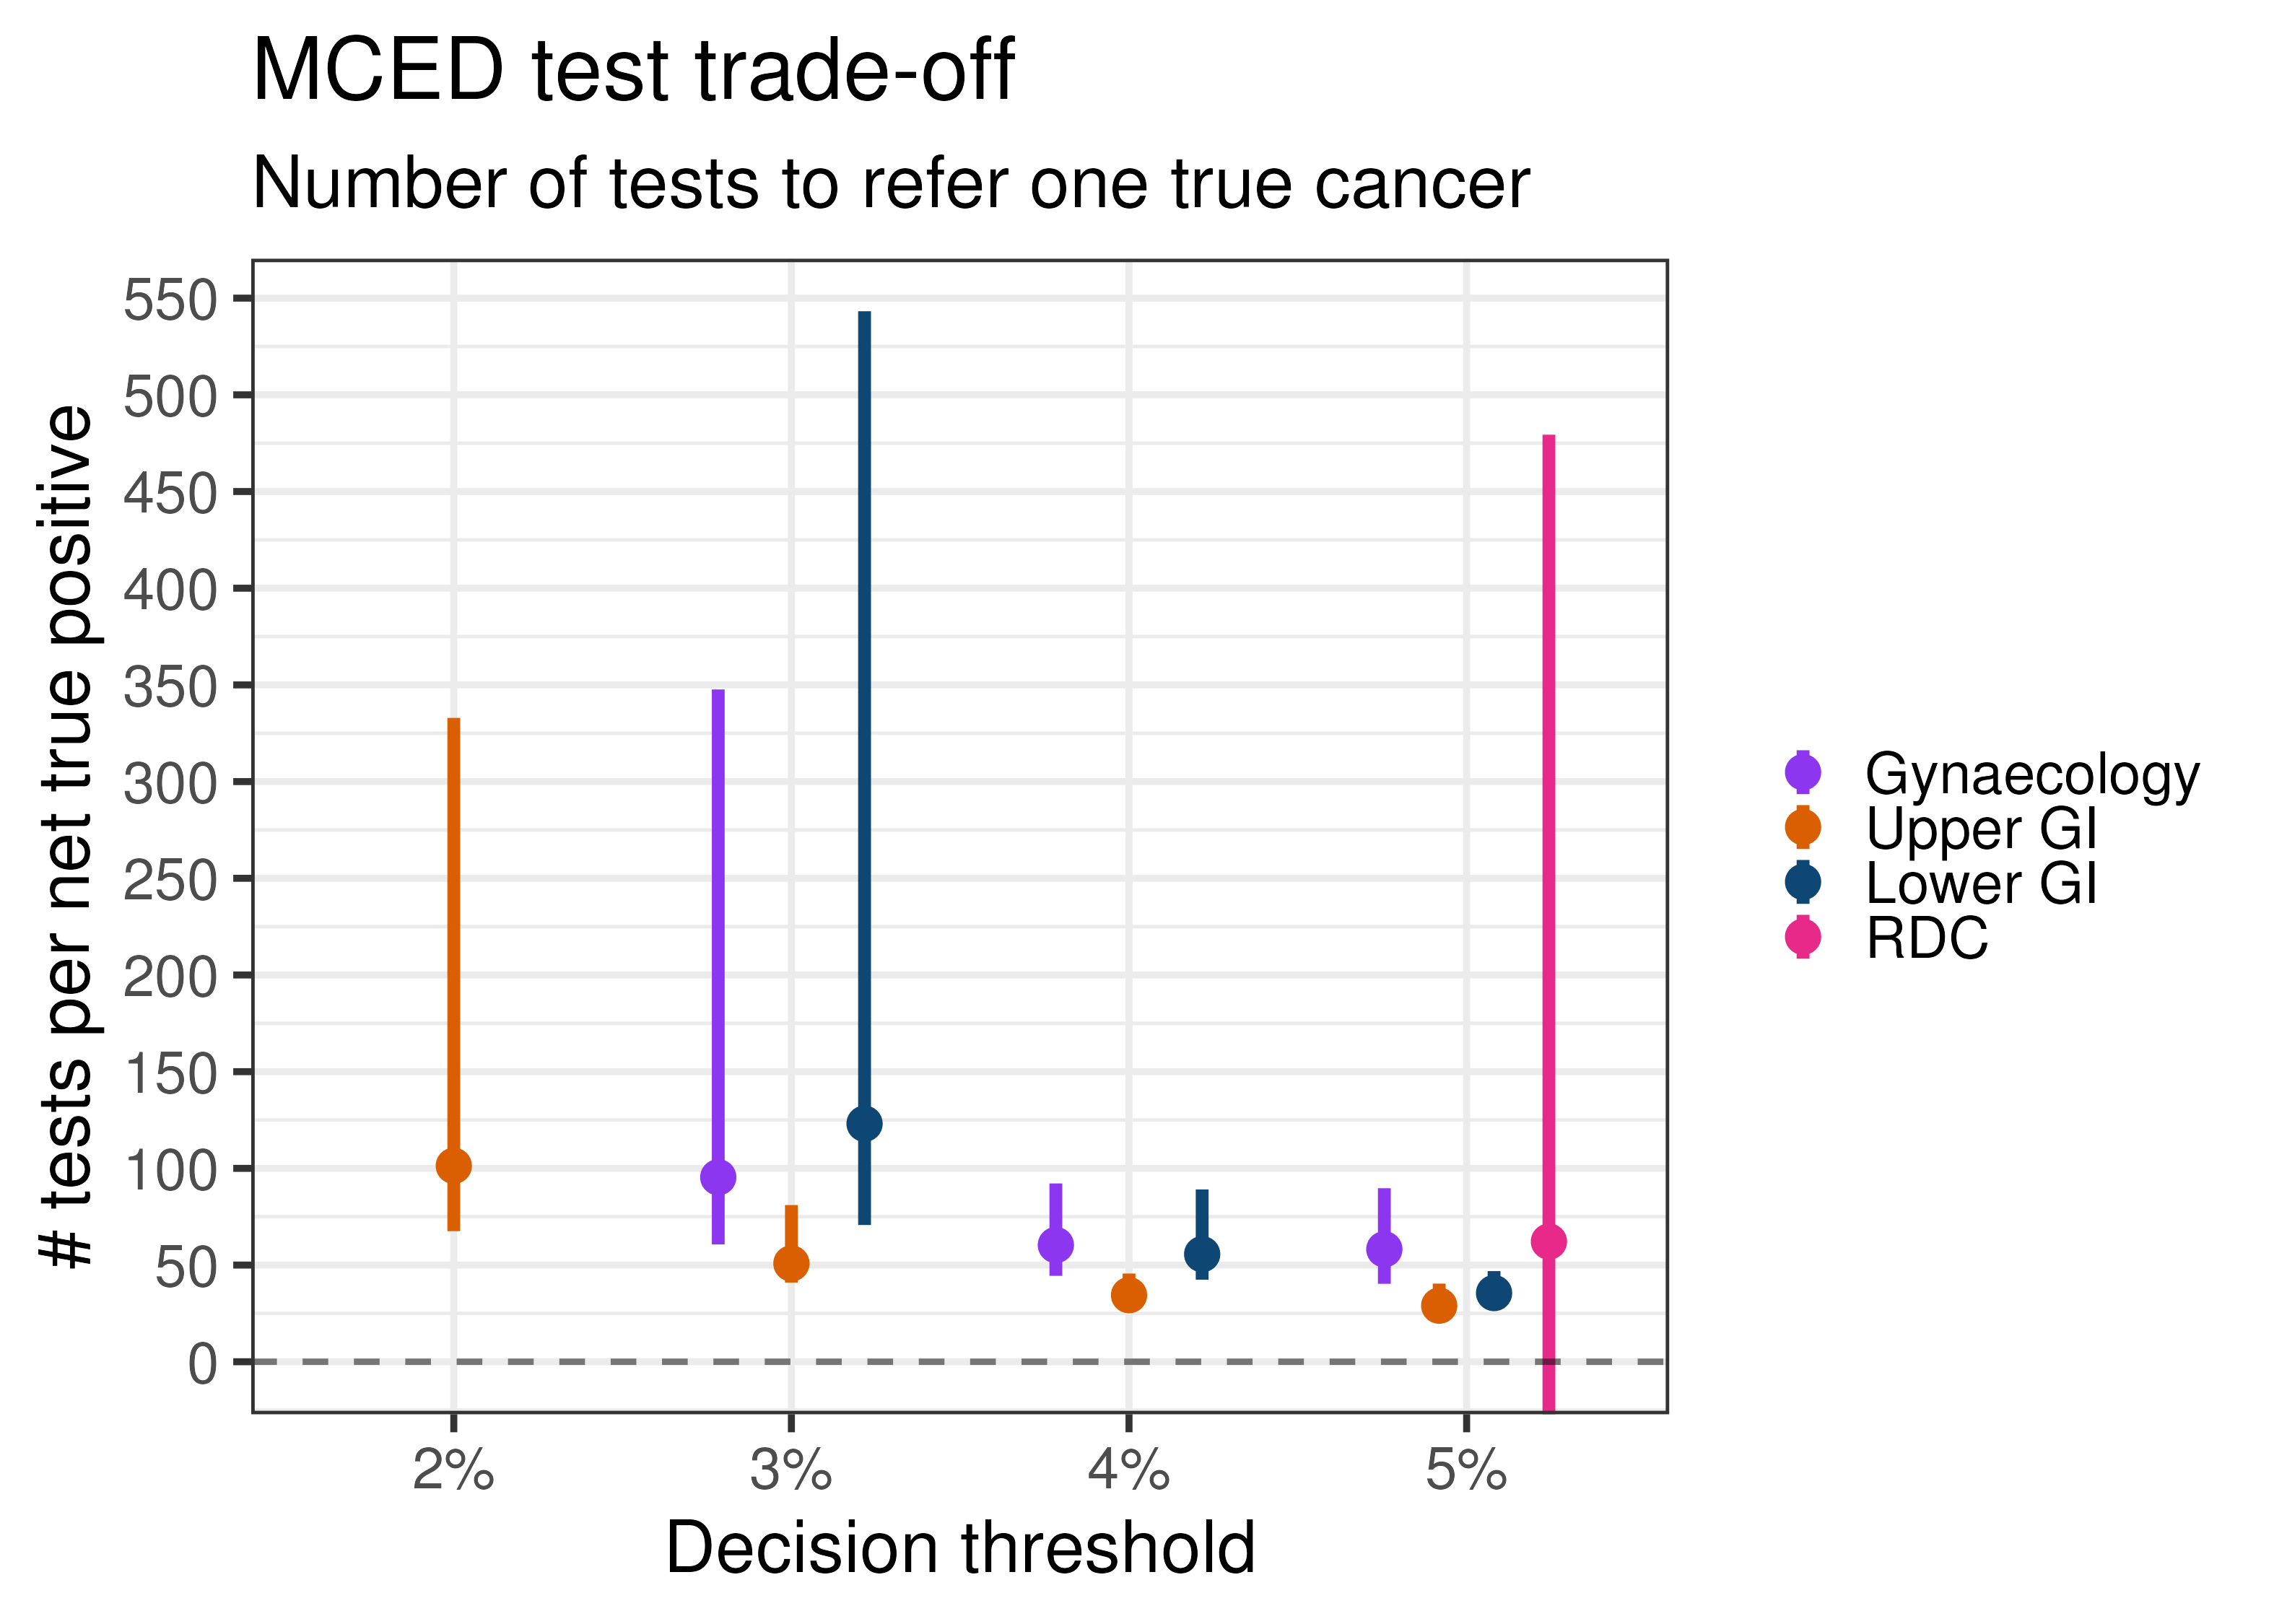 MCED test trade-off
Number of tests to refer one true cancer
# tests per net true positive
550
500
450
400
350
300
250
200
150
100
50
0
2% 3% 4% 5%
Decision threshold
Gynaecology
Upper GI
Lower GI
RDC